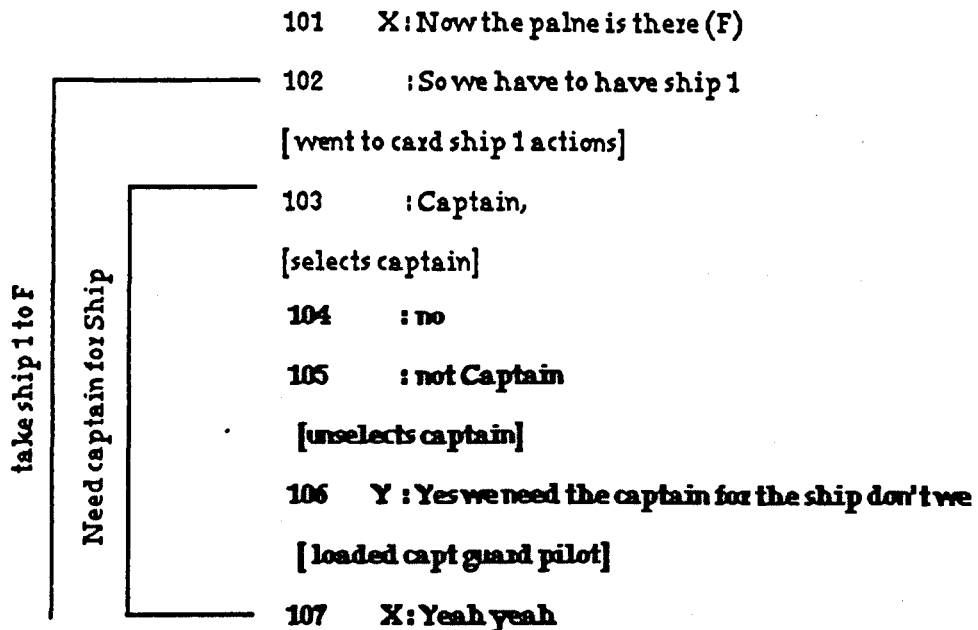 101 X: Now the palne is there (F)
102 : So we have to have ship 1
[went to card ship 1 actions]
103 : Captain,
[selects captain]
104 : no
105 : not Captain
[unselects captain]
106 Y : Yes we need the captain for the ship don't we
[loaded capt guard pilot]
107 X: Yeah yeah
take ship 1 to F
Need captain for Ship